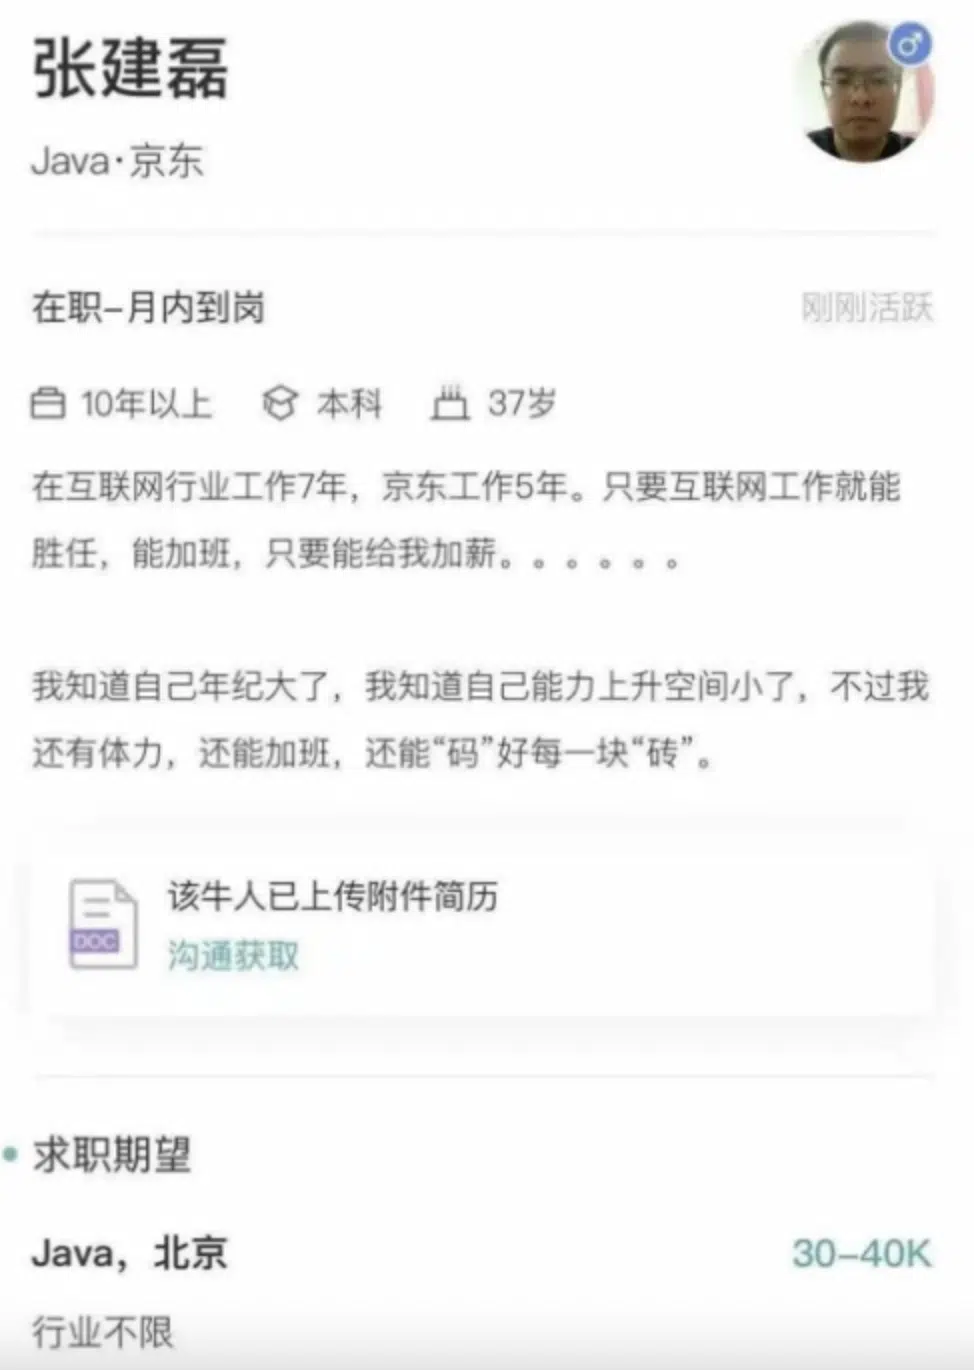 张建磊
Java·京东
在职-月内到岗
刚刚活跃
10年以上 本科 37岁
在互联网行业工作7年，京东工作5年。只要互联网工作就能
胜任，能加班，只要能给我加薪。。。。。。
我知道自己年纪大了，我知道自己能力上升空间小了，不过我
还有体力，还能加班，还能“码”好每一块“砖”。
该牛人已上传附件简历
DOC
沟通获取
求职期望
Java，北京
30-40K
行业不限